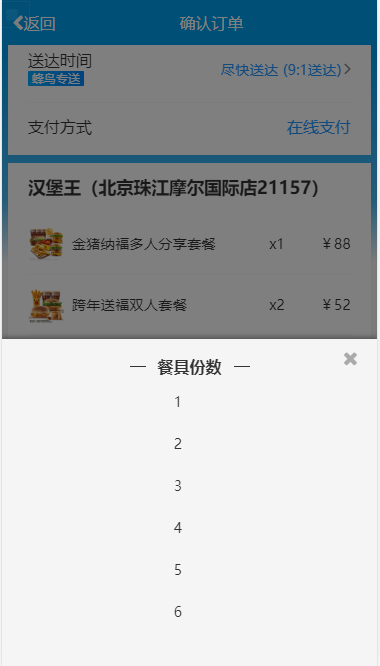 返回
确认订单
送达时间
尽快送达 (9:1送达)
蜂鸟专送
支付方式
在线支付
汉堡王（北京珠江摩尔国际店21157）
金猪纳福多人分享套餐 x1 ￥88
跨年送福双人套餐 x2 ￥52
— 餐具份数 —
1
2
3
4
5
6